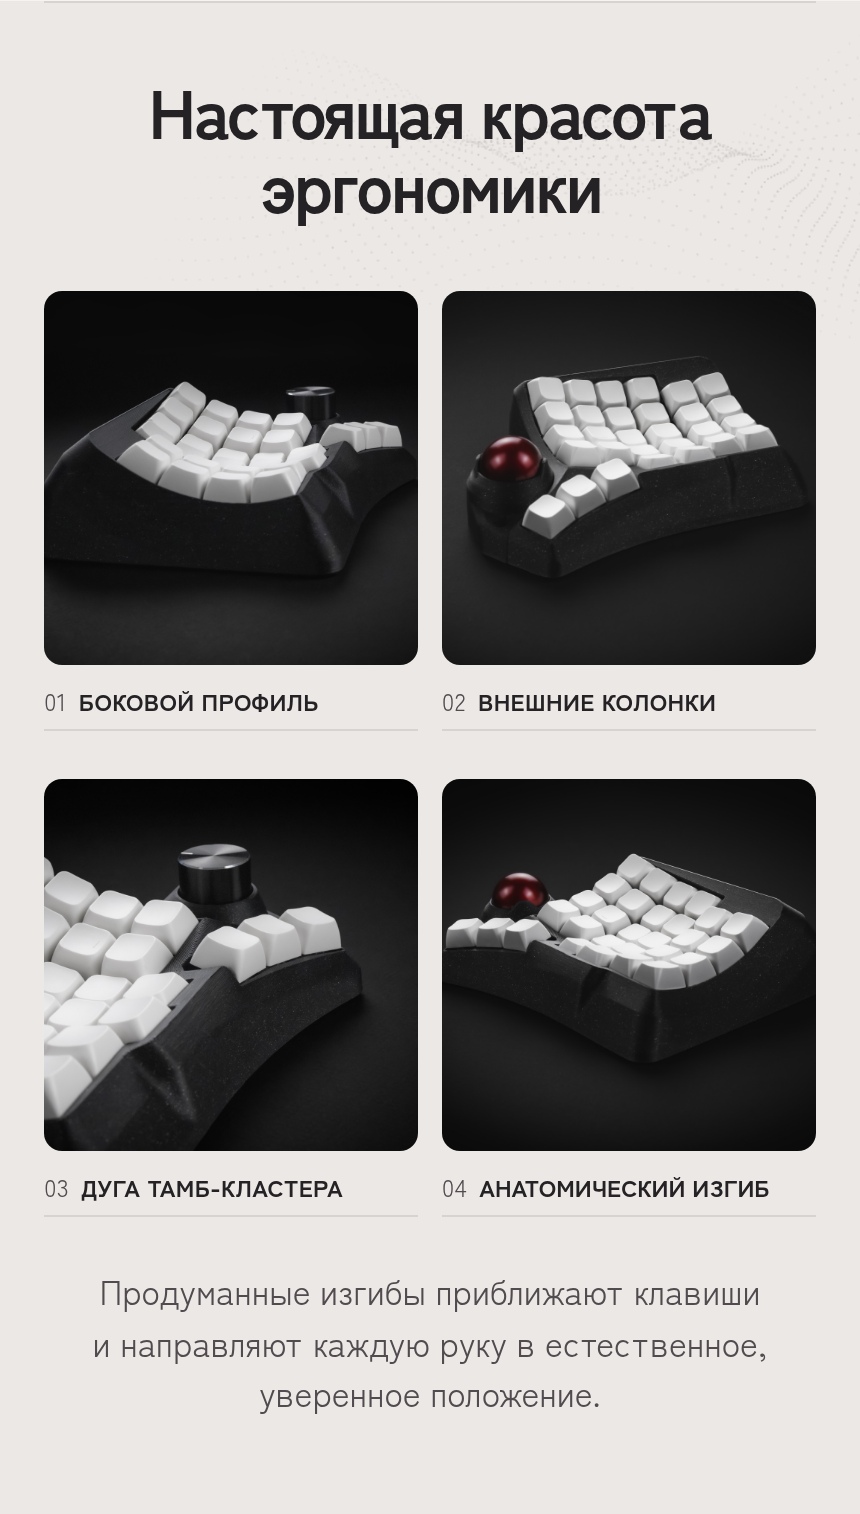 Настоящая красота
эргономики
01 БОКОВОЙ ПРОФИЛЬ
02 ВНЕШНИЕ КОЛОНКИ
03 ДУГА ТАМБ-КЛАСТЕРА
04 АНАТОМИЧЕСКИЙ ИЗГИБ
Продуманные изгибы приближают клавиши
и направляют каждую руку в естественное,
уверенное положение.